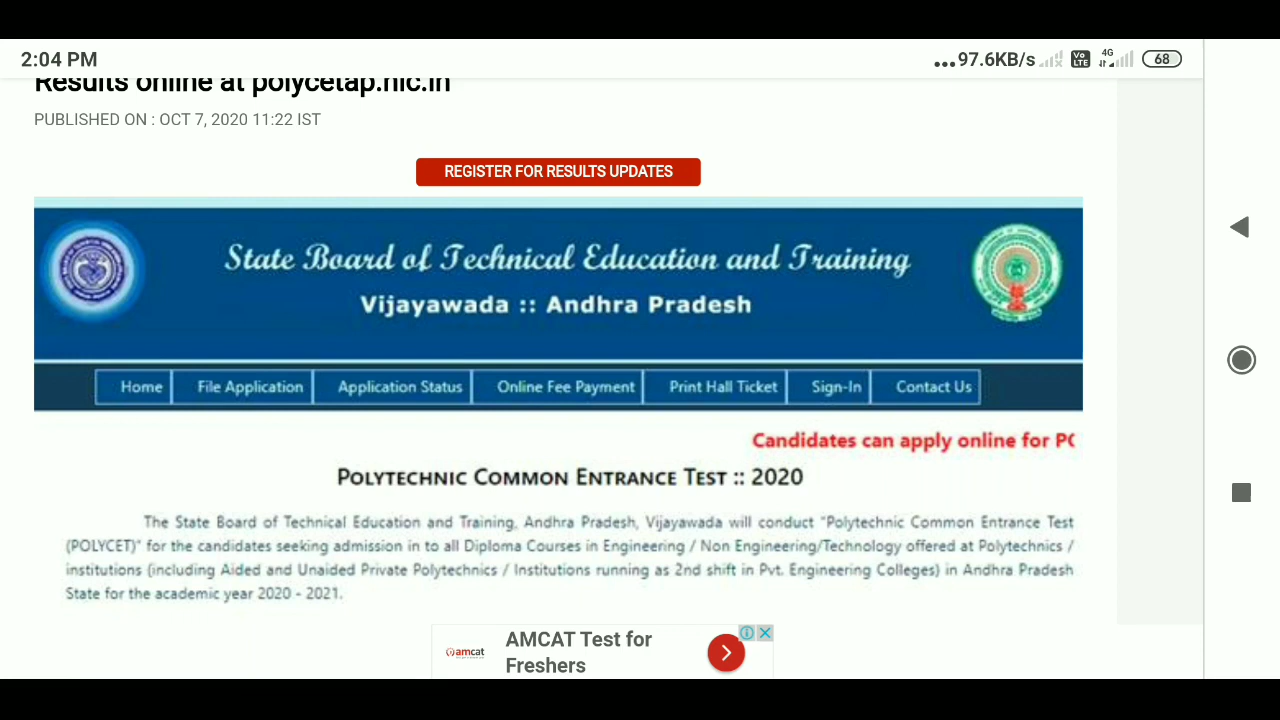 2:04 PM
...97.6KB/s Vo LTE 4G 68
Results online at polycetap.nic.in
PUBLISHED ON : OCT 7, 2020 11:22 IST
REGISTER FOR RESULTS UPDATES
State Board of Technical Education and Training
Vijayawada :: Andhra Pradesh
Home File Application Application Status Online Fee Payment Print Hall Ticket Sign-In Contact Us
Candidates can apply online for PC
POLYTECHNIC COMMON ENTRANCE TEST :: 2020
The State Board of Technical Education and Training, Andhra Pradesh, Vijayawada will conduct "Polytechnic Common Entrance Test
(POLYCET)" for the candidates seeking admission in to all Diploma Courses in Engineering / Non Engineering/Technology offered at Polytechnics /
institutions (including Aided and Unaided Private Polytechnics / Institutions running as 2nd shift in Pvt. Engineering Colleges) in Andhra Pradesh
State for the academic year 2020 - 2021.
amcat
AMCAT Test for
Freshers